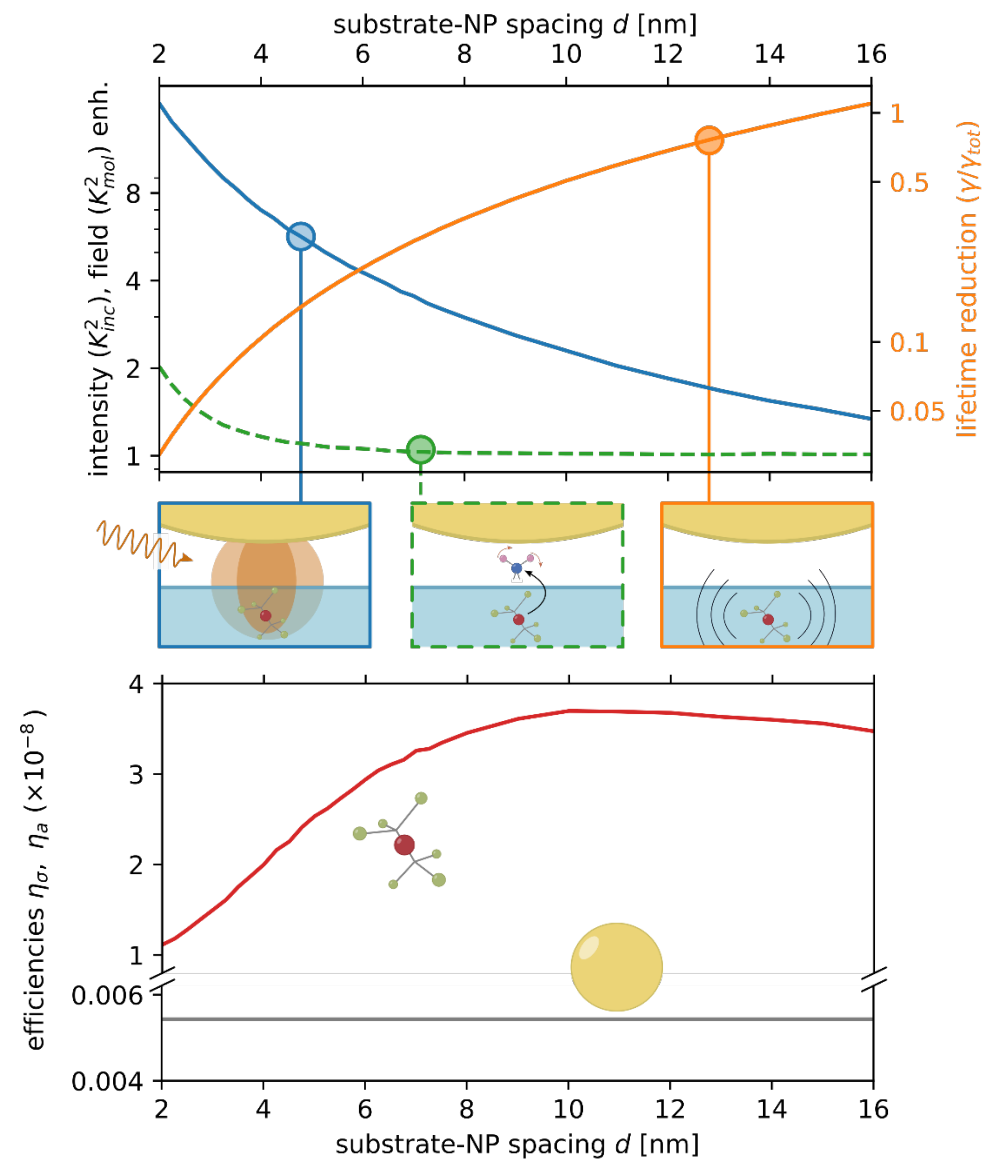 substrate-NP spacing d [nm]
2 4 6 8 10 12 14 16
intensity (K²inc), field (K²mol) enh.
8
4
2
1
1
0.5
0.1
0.05
lifetime reduction (γ/γtot)
efficiencies ησ, ηa (×10⁻⁸)
4
3
2
1
0.006
0.004
2 4 6 8 10 12 14 16
substrate-NP spacing d [nm]